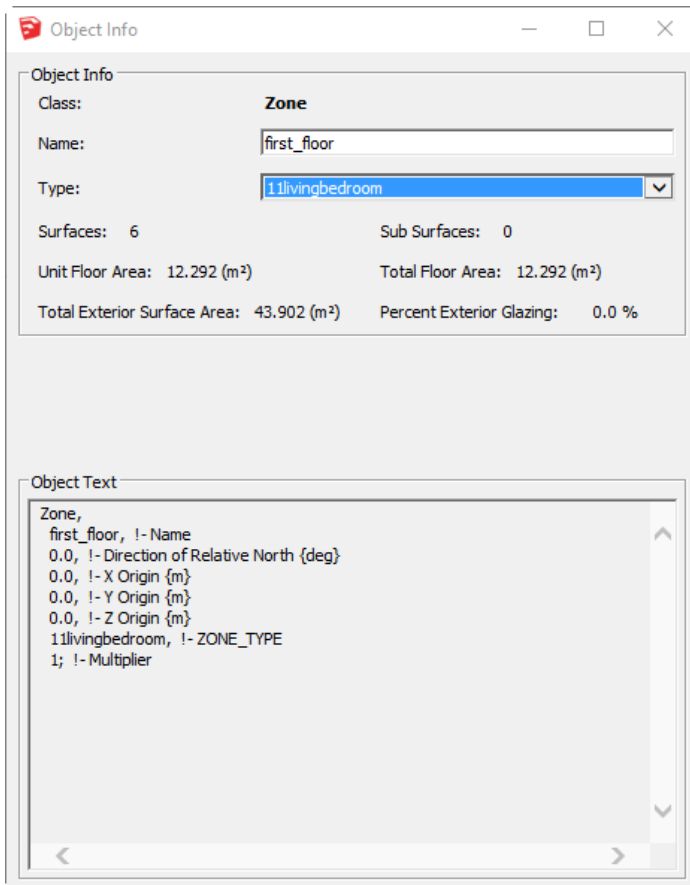 Object Info
Object Info
Class: Zone
Name: first_floor
Type: 11livingbedroom
Surfaces: 6 Sub Surfaces: 0
Unit Floor Area: 12.292 (m²) Total Floor Area: 12.292 (m²)
Total Exterior Surface Area: 43.902 (m²) Percent Exterior Glazing: 0.0 %
Object Text
Zone,
first_floor, !- Name
0.0, !- Direction of Relative North {deg}
0.0, !- X Origin {m}
0.0, !- Y Origin {m}
0.0, !- Z Origin {m}
11livingbedroom, !- ZONE_TYPE
1; !- Multiplier